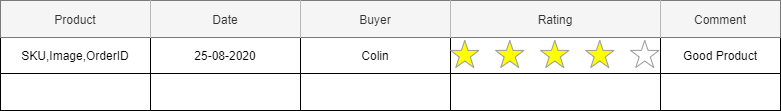 Product Date Buyer Rating Comment
SKU,Image,OrderID 25-08-2020 Colin Good Product